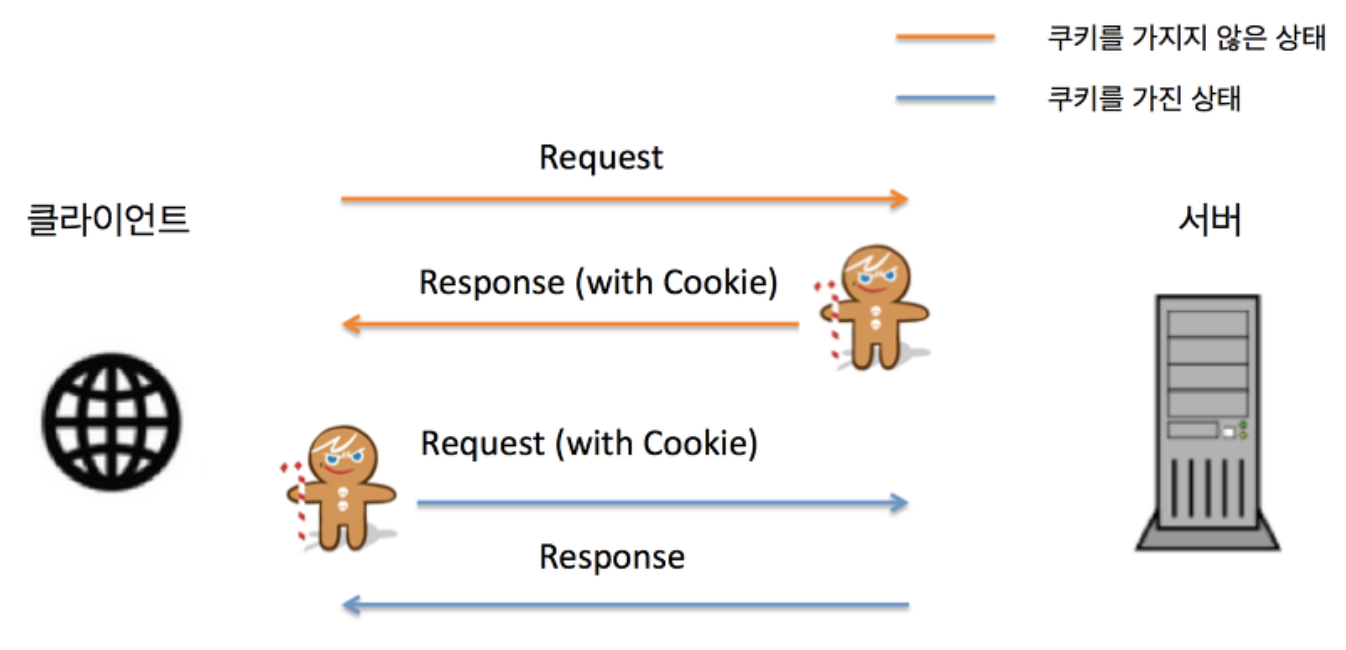 쿠키를 가지지 않은 상태
쿠키를 가진 상태
Request
클라이언트
서버
Response (with Cookie)
Request (with Cookie)
Response